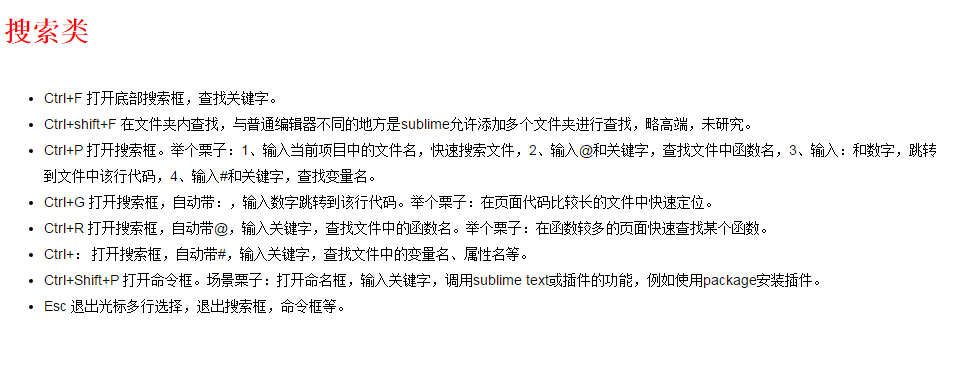 搜索类
Ctrl+F 打开底部搜索框，查找关键字。
Ctrl+shift+F 在文件夹内查找，与普通编辑器不同的地方是sublime允许添加多个文件夹进行查找，略高端，未研究。
Ctrl+P 打开搜索框。举个栗子：1、输入当前项目中的文件名，快速搜索文件，2、输入@和关键字，查找文件中函数名，3、输入：和数字，跳转
到文件中该行代码，4、输入#和关键字，查找变量名。
Ctrl+G 打开搜索框，自动带：，输入数字跳转到该行代码。举个栗子：在页面代码比较长的文件中快速定位。
Ctrl+R 打开搜索框，自动带@，输入关键字，查找文件中的函数名。举个栗子：在函数较多的页面快速查找某个函数。
Ctrl+： 打开搜索框，自动带#，输入关键字，查找文件中的变量名、属性名等。
Ctrl+Shift+P 打开命令框。场景栗子：打开命名框，输入关键字，调用sublime text或插件的功能，例如使用package安装插件。
Esc 退出光标多行选择，退出搜索框，命令框等。